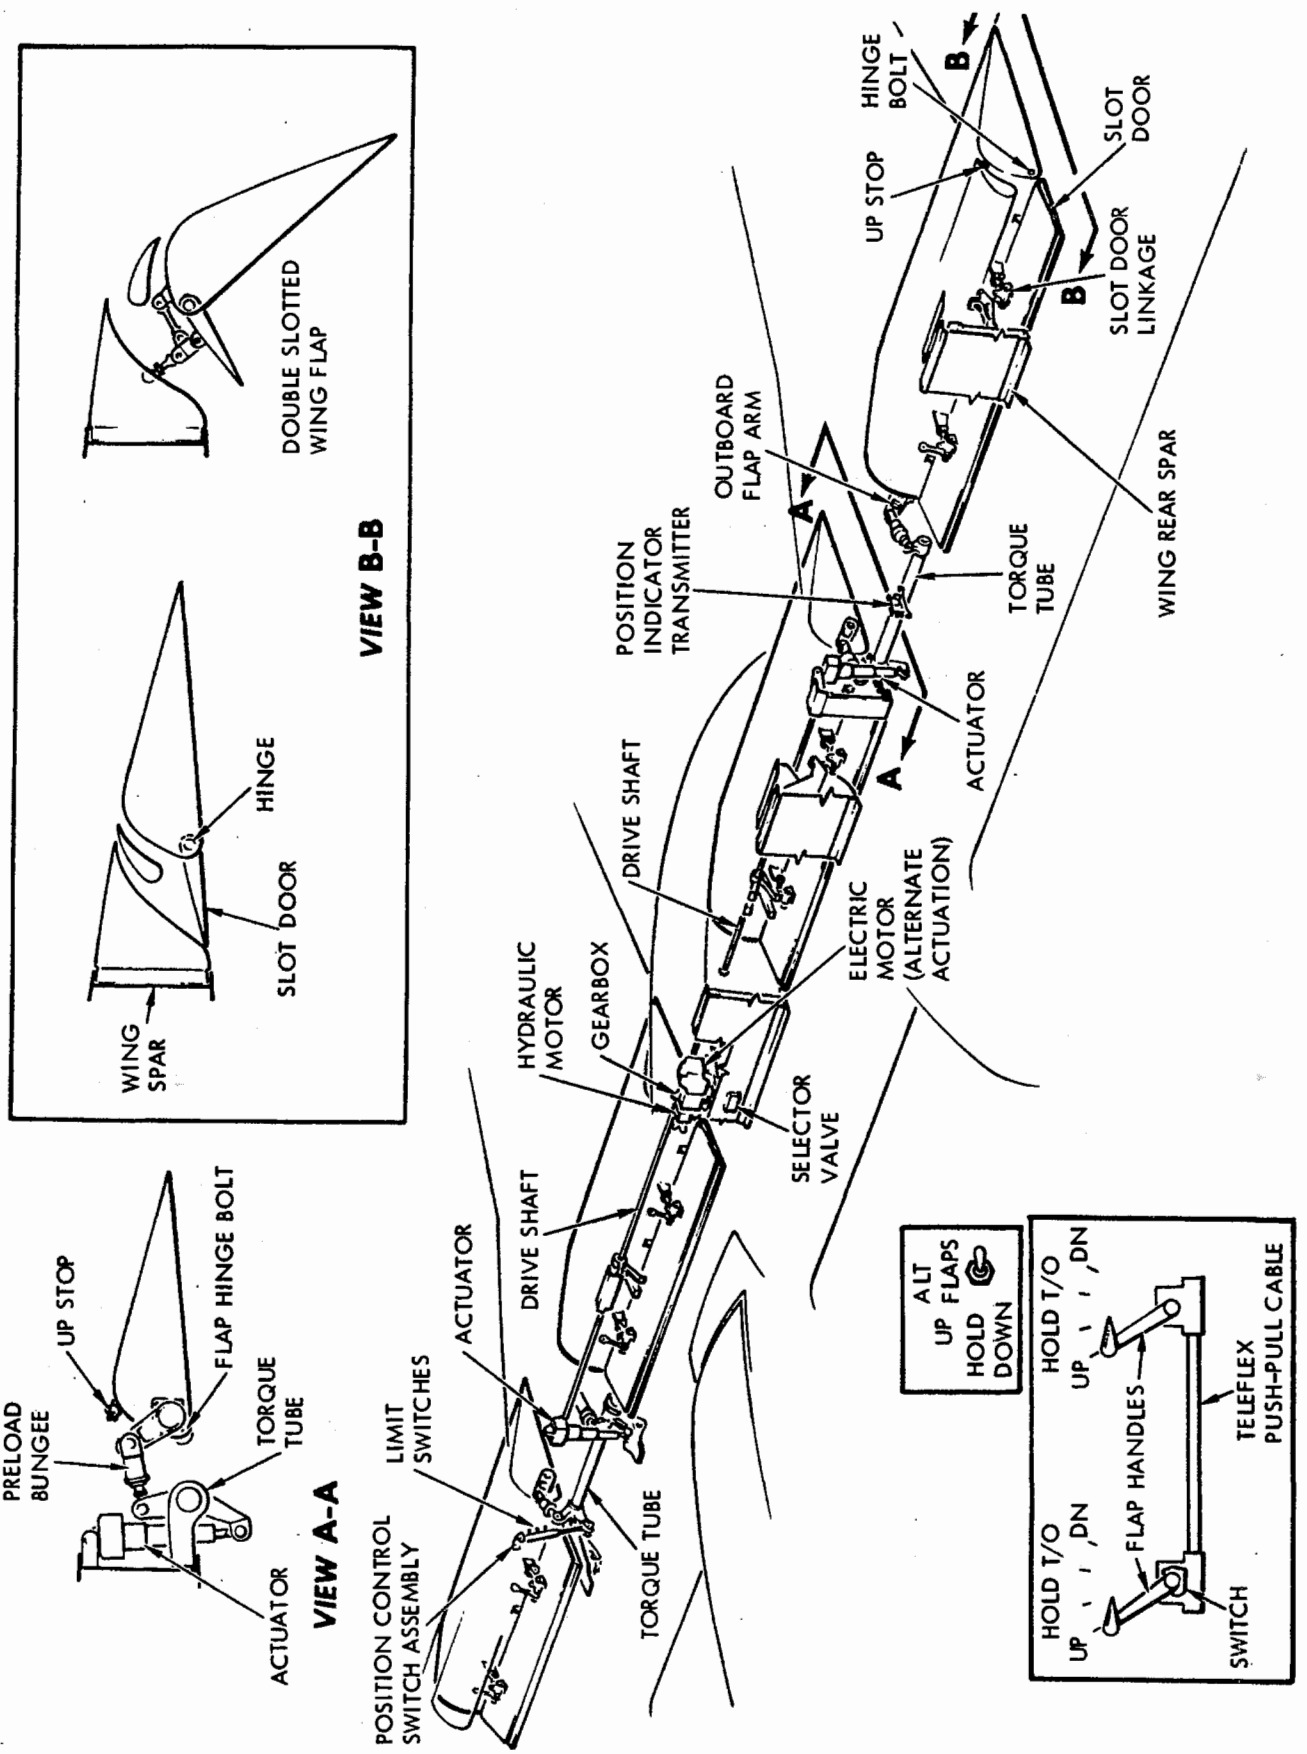 PRELOAD
BUNGEE
UP STOP
FLAP HINGE BOLT
TORQUE
TUBE
ACTUATOR
VIEW A-A
WING
SPAR
SLOT DOOR
HINGE
DOUBLE SLOTTED
WING FLAP
VIEW B-B
POSITION CONTROL
SWITCH ASSEMBLY
LIMIT
SWITCHES
ACTUATOR
DRIVE SHAFT
HYDRAULIC
MOTOR
GEARBOX
DRIVE SHAFT
POSITION
INDICATOR
TRANSMITTER
OUTBOARD
FLAP ARM
UP STOP
HINGE
BOLT
B
A
TORQUE TUBE
SELECTOR
VALVE
ELECTRIC
MOTOR
(ALTERNATE
ACTUATION)
A
ACTUATOR
TORQUE
TUBE
WING REAR SPAR
B
SLOT DOOR
LINKAGE
SLOT
DOOR
ALT
UP FLAPS
HOLD
DOWN
HOLD T/O
UP
DN
HOLD T/O
UP
DN
FLAP HANDLES
SWITCH
TELEFLEX
PUSH-PULL CABLE